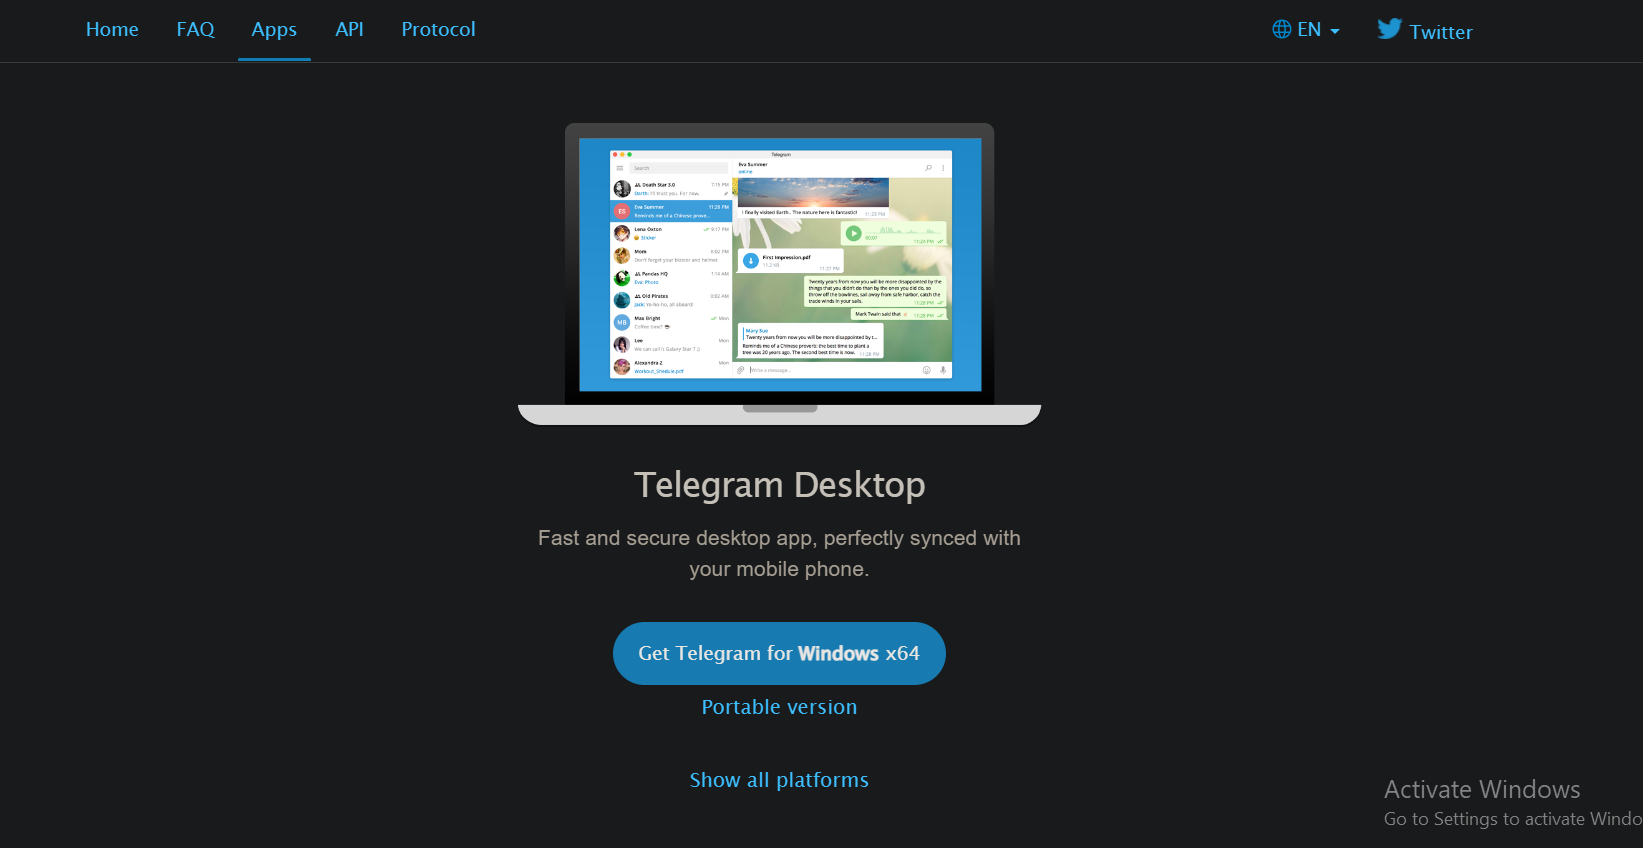 Home FAQ Apps API Protocol EN Twitter
Telegram
Search
Death Star 3.0 7:15 PM
Darth: I'll trust you. For now.
Eva Summer 11:28 PM
Reminds me of a Chinese prove...
Lena Oxton 9:17 PM
Sticker
Mom 6:02 PM
Don't forget your blaster and helmet
Pandas HQ 1:14 AM
Eva: Photo
Old Pirates 0:02 AM
Jack: Yo-ho-ho, all aboard!
Max Bright Mon
Coffee time?
Lee Mon
We can call it Galaxy Star 7 ;)
Alexandra Z Mon
Workout_Shedule.pdf
ES
MB
Eva Summer
online
I finally visited Earth.. The nature here is fantastic! 11:25 PM
00:07 11:26 PM
First Impression.pdf
11.2 KB
11:27 PM
Twenty years from now you will be more disappointed by the
things that you didn't do than by the ones you did do, so
throw off the bowlines, sail away from safe harbor, catch the
trade winds in your sails. 11:28 PM
Mark Twain said that 11:28 PM
Mary Sue
Twenty years from now you will be more disappointed by t...
Reminds me of a Chinese proverb: the best time to plant a
tree was 20 years ago. The second best time is now. 11:28 PM
Write a message...
Telegram Desktop
Fast and secure desktop app, perfectly synced with
your mobile phone.
Get Telegram for Windows x64
Portable version
Show all platforms
Activate Windows
Go to Settings to activate Windo